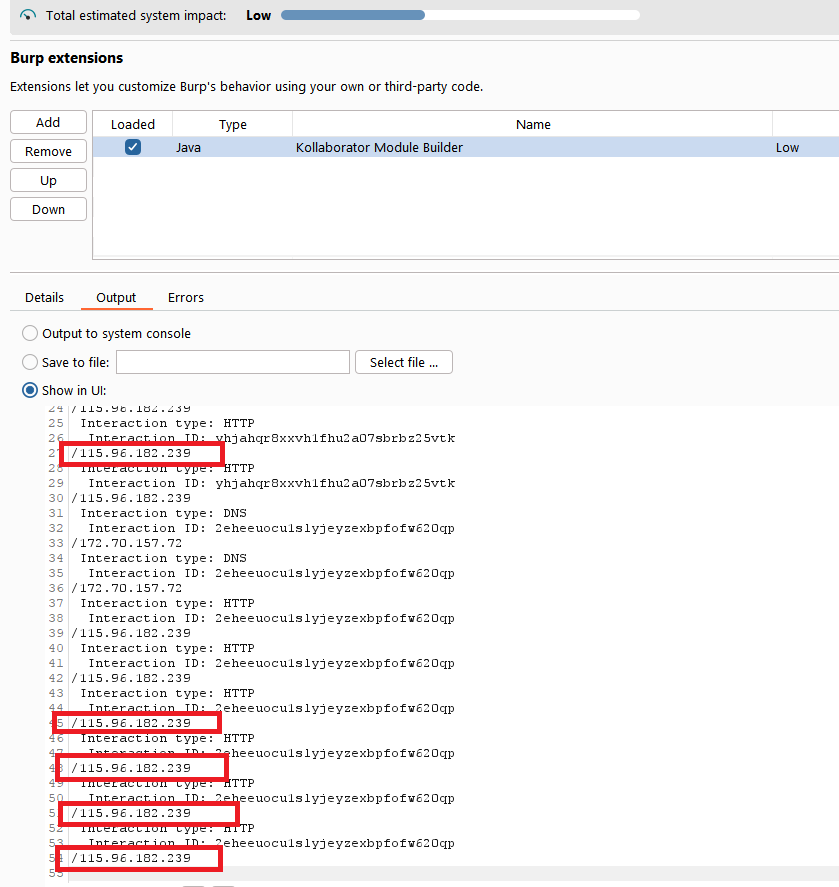 Total estimated system impact: Low
Burp extensions
Extensions let you customize Burp's behavior using your own or third-party code.
Add
Remove
Up
Down
Loaded Type Name
Java Kollaborator Module Builder Low
Details Output Errors
Output to system console
Save to file: Select file ...
Show in UI:
24 /115.96.182.239
25 Interaction type: HTTP
26 Interaction ID: yhjahqr8xxvh1fhu2a07sbrbz25vtk
27 /115.96.182.239
28 Interaction type: HTTP
29 Interaction ID: yhjahqr8xxvh1fhu2a07sbrbz25vtk
30 /115.96.182.239
31 Interaction type: DNS
32 Interaction ID: 2eheeuocu1slyjeyzexbpfofw620qp
33 /172.70.157.72
34 Interaction type: DNS
35 Interaction ID: 2eheeuocu1slyjeyzexbpfofw620qp
36 /172.70.157.72
37 Interaction type: HTTP
38 Interaction ID: 2eheeuocu1slyjeyzexbpfofw620qp
39 /115.96.182.239
40 Interaction type: HTTP
41 Interaction ID: 2eheeuocu1slyjeyzexbpfofw620qp
42 /115.96.182.239
43 Interaction type: HTTP
44 Interaction ID: 2eheeuocu1slyjeyzexbpfofw620qp
45 /115.96.182.239
46 Interaction type: HTTP
47 Interaction ID: 2eheeuocu1slyjeyzexbpfofw620qp
48 /115.96.182.239
49 Interaction type: HTTP
50 Interaction ID: 2eheeuocu1slyjeyzexbpfofw620qp
51 /115.96.182.239
52 Interaction type: HTTP
53 Interaction ID: 2eheeuocu1slyjeyzexbpfofw620qp
54 /115.96.182.239
55